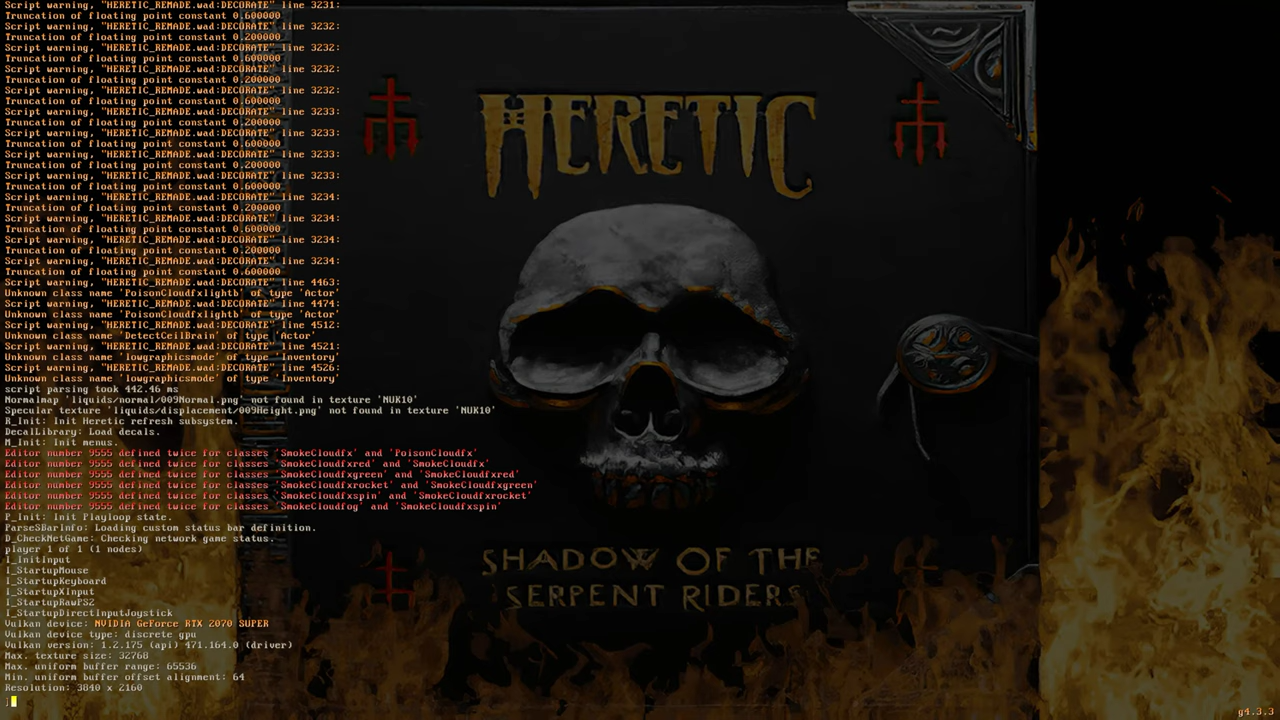 Script warning, "HERETIC_REMADE.wad:DECORATE" line 3231:
Truncation of floating point constant 0.600000
Script warning, "HERETIC_REMADE.wad:DECORATE" line 3232:
Truncation of floating point constant 0.200000
Script warning, "HERETIC_REMADE.wad:DECORATE" line 3232:
Truncation of floating point constant 0.600000
Script warning, "HERETIC_REMADE.wad:DECORATE" line 3232:
Truncation of floating point constant 0.200000
Script warning, "HERETIC_REMADE.wad:DECORATE" line 3232:
Truncation of floating point constant 0.600000
Script warning, "HERETIC_REMADE.wad:DECORATE" line 3233:
Truncation of floating point constant 0.200000
Script warning, "HERETIC_REMADE.wad:DECORATE" line 3233:
Truncation of floating point constant 0.600000
Script warning, "HERETIC_REMADE.wad:DECORATE" line 3233:
Truncation of floating point constant 0.200000
Script warning, "HERETIC_REMADE.wad:DECORATE" line 3233:
Truncation of floating point constant 0.600000
Script warning, "HERETIC_REMADE.wad:DECORATE" line 3234:
Truncation of floating point constant 0.200000
Script warning, "HERETIC_REMADE.wad:DECORATE" line 3234:
Truncation of floating point constant 0.600000
Script warning, "HERETIC_REMADE.wad:DECORATE" line 3234:
Truncation of floating point constant 0.200000
Script warning, "HERETIC_REMADE.wad:DECORATE" line 3234:
Truncation of floating point constant 0.600000
Script warning, "HERETIC_REMADE.wad:DECORATE" line 4463:
Unknown class name 'PoisonCloudfxlightb' of type 'Actor'
Script warning, "HERETIC_REMADE.wad:DECORATE" line 4474:
Unknown class name 'PoisonCloudfxlightb' of type 'Actor'
Script warning, "HERETIC_REMADE.wad:DECORATE" line 4512:
Unknown class name 'DetectCeilBrain' of type 'Actor'
Script warning, "HERETIC_REMADE.wad:DECORATE" line 4521:
Unknown class name 'lowgraphicsmode' of type 'Inventory'
Script warning, "HERETIC_REMADE.wad:DECORATE" line 4526:
Unknown class name 'lowgraphicsmode' of type 'Inventory'
script parsing took 442.46 ms
Normalmap 'liquids/normal/009Normal.png' not found in texture 'NUK10'
Specular texture 'liquids/displacement/009Height.png' not found in texture 'NUK10'
R_Init: Init Heretic refresh subsystem.
DecalLibrary: Load decals.
M_Init: Init menus.
Editor number 9555 defined twice for classes 'SmokeCloudfx' and 'PoisonCloudfx'
Editor number 9555 defined twice for classes 'SmokeCloudfxred' and 'SmokeCloudfx'
Editor number 9555 defined twice for classes 'SmokeCloudfxgreen' and 'SmokeCloudfxred'
Editor number 9555 defined twice for classes 'SmokeCloudfxrocket' and 'SmokeCloudfxgreen'
Editor number 9555 defined twice for classes 'SmokeCloudfxspin' and 'SmokeCloudfxrocket'
Editor number 9555 defined twice for classes 'SmokeCloudfog' and 'SmokeCloudfxspin'
P_Init: Init Playloop state.
ParseSBarInfo: Loading custom status bar definition.
D_CheckNetGame: Checking network game status.
player 1 of 1 (1 nodes)
I_InitInput
I_StartupMouse
I_StartupKeyboard
I_StartupXInput
I_StartupRawPS2
I_StartupDirectInputJoystick
Vulkan device: NVIDIA GeForce RTX 2070 SUPER
Vulkan device type: discrete gpu
Vulkan version: 1.2.175 (api) 471.164.0 (driver)
Max. texture size: 32768
Max. uniform buffer range: 65536
Min. uniform buffer offset alignment: 64
Resolution: 3840 x 2160
]
HERETIC
SHADOW OF THE
SERPENT RIDERS
g4.3.3